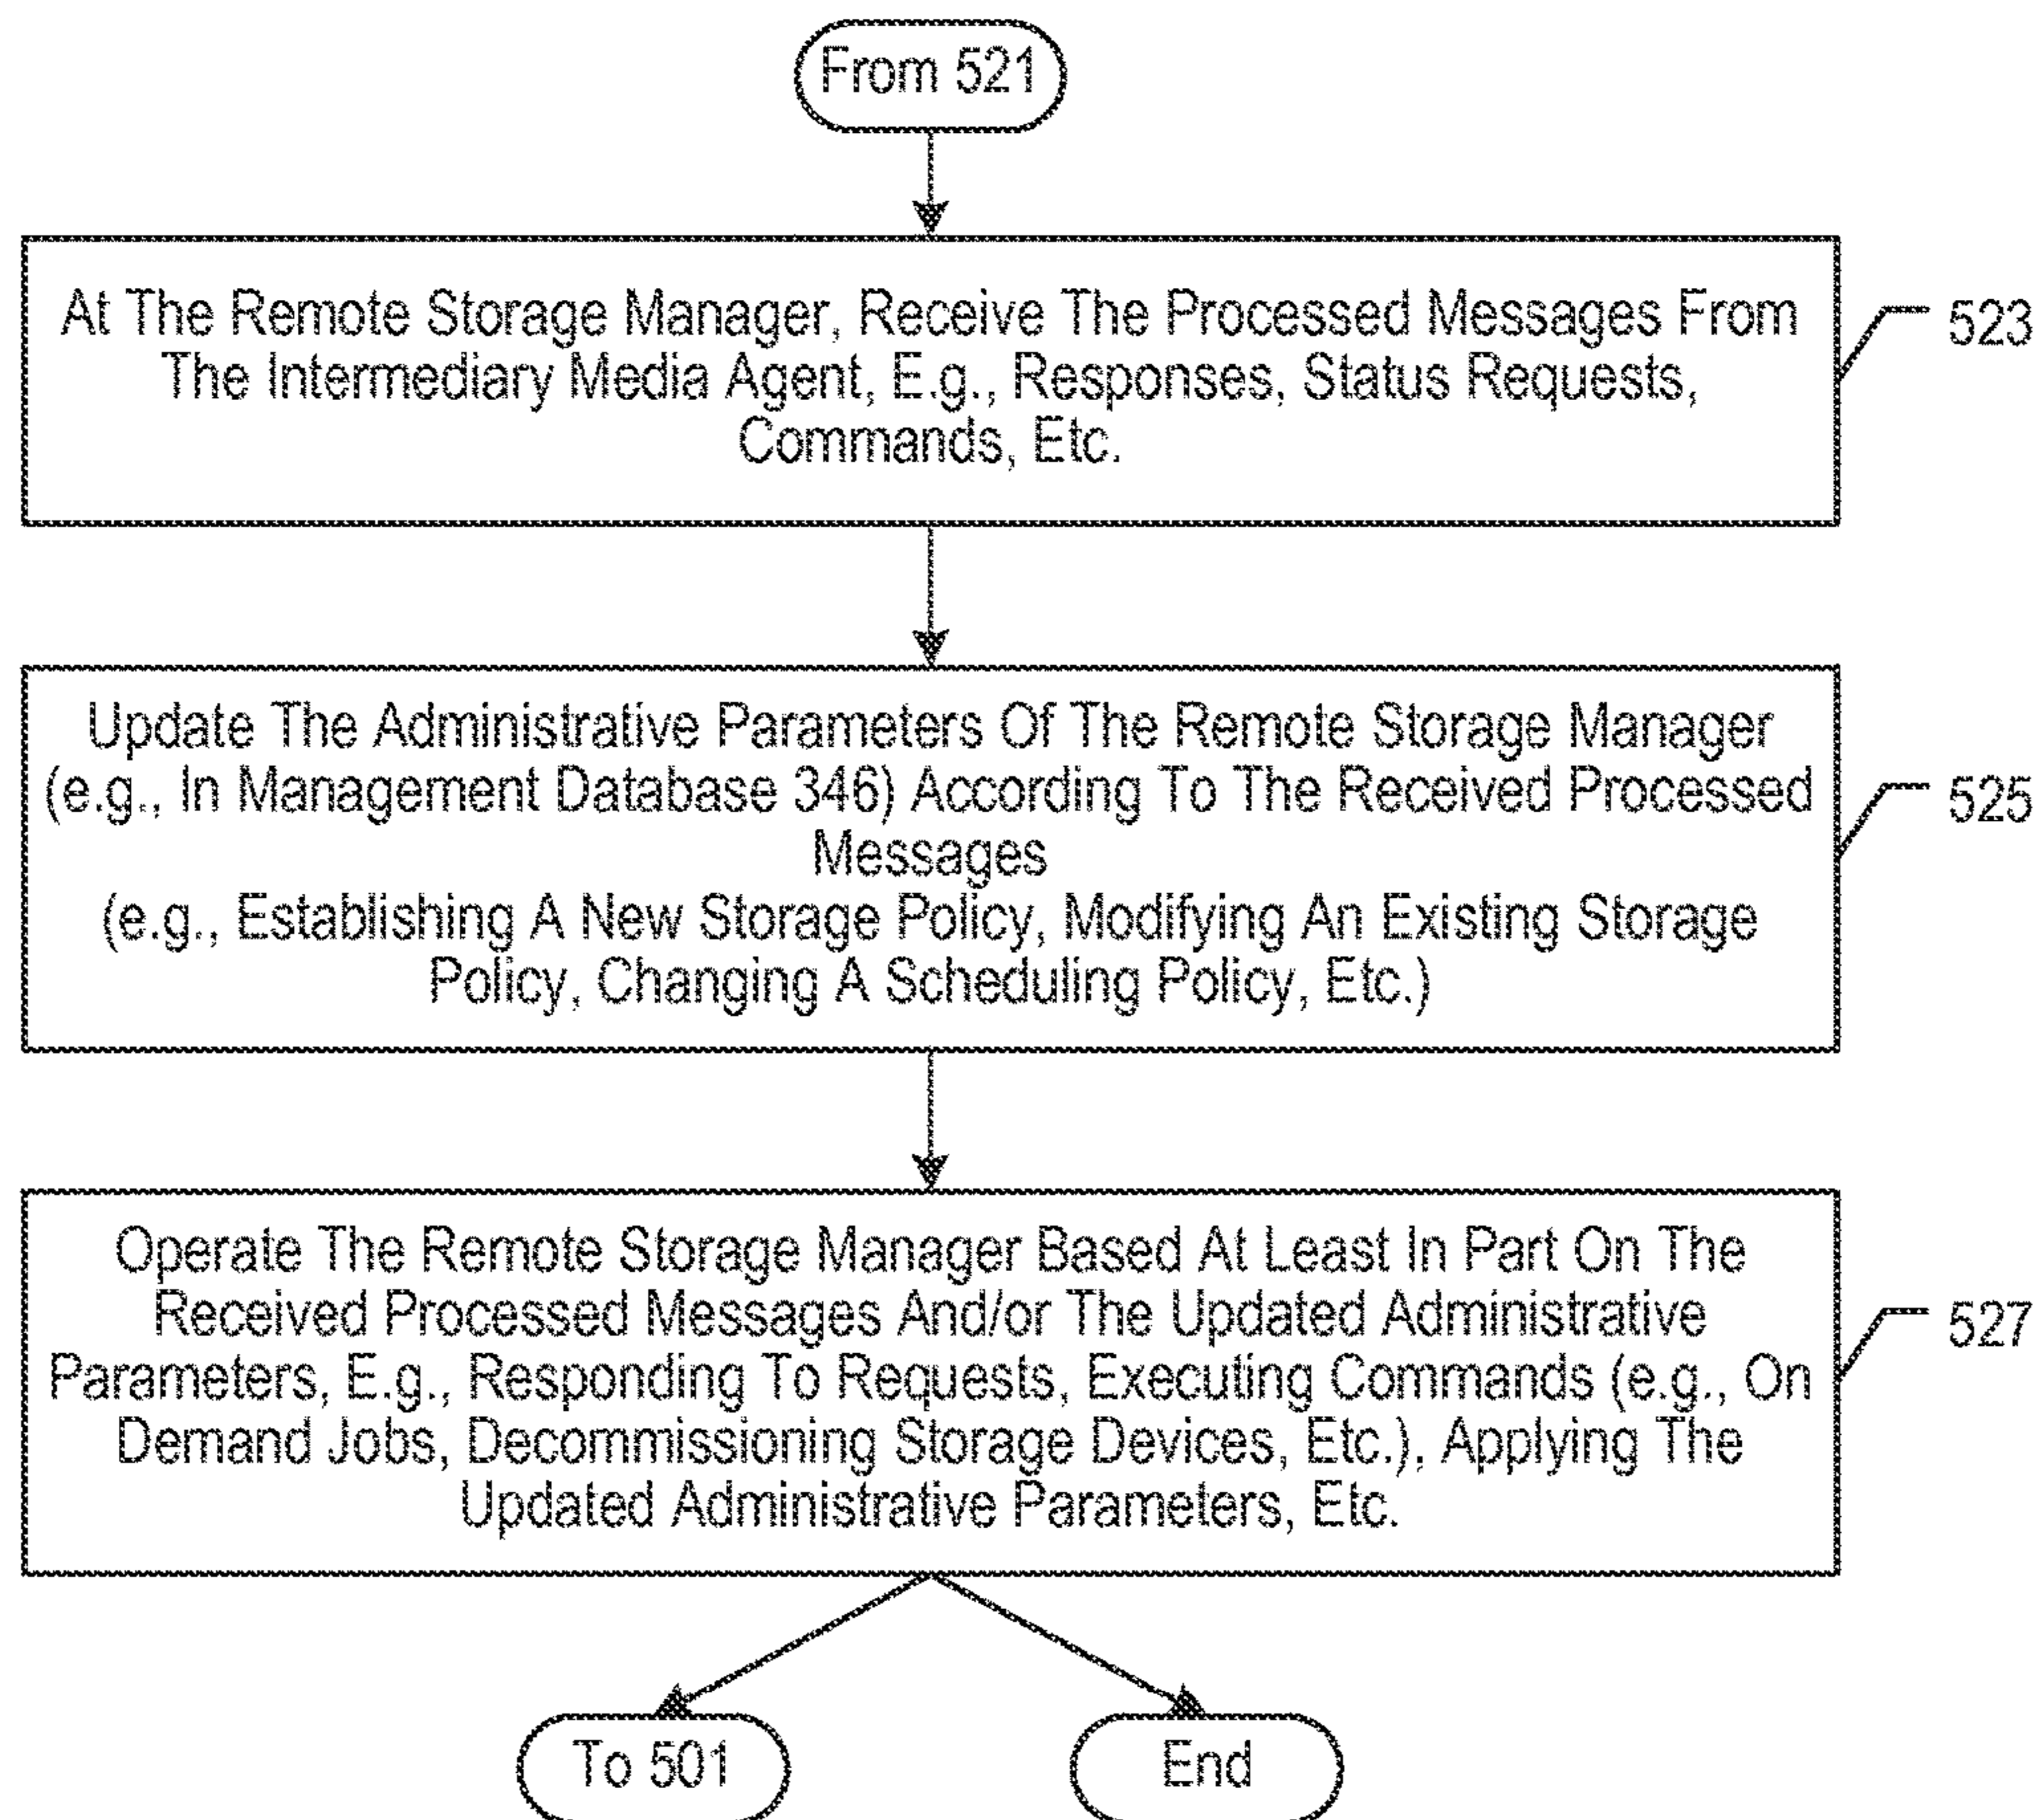 From 521
At The Remote Storage Manager, Receive The Processed Messages From
The Intermediary Media Agent, E.g., Responses, Status Requests,
Commands, Etc.
523
Update The Administrative Parameters Of The Remote Storage Manager
(e.g., In Management Database 346) According To The Received Processed
Messages
(e.g., Establishing A New Storage Policy, Modifying An Existing Storage
Policy, Changing A Scheduling Policy, Etc.)
525
Operate The Remote Storage Manager Based At Least In Part On The
Received Processed Messages And/or The Updated Administrative
Parameters, E.g., Responding To Requests, Executing Commands (e.g., On
Demand Jobs, Decommissioning Storage Devices, Etc.), Applying The
Updated Administrative Parameters, Etc.
527
To 501
End